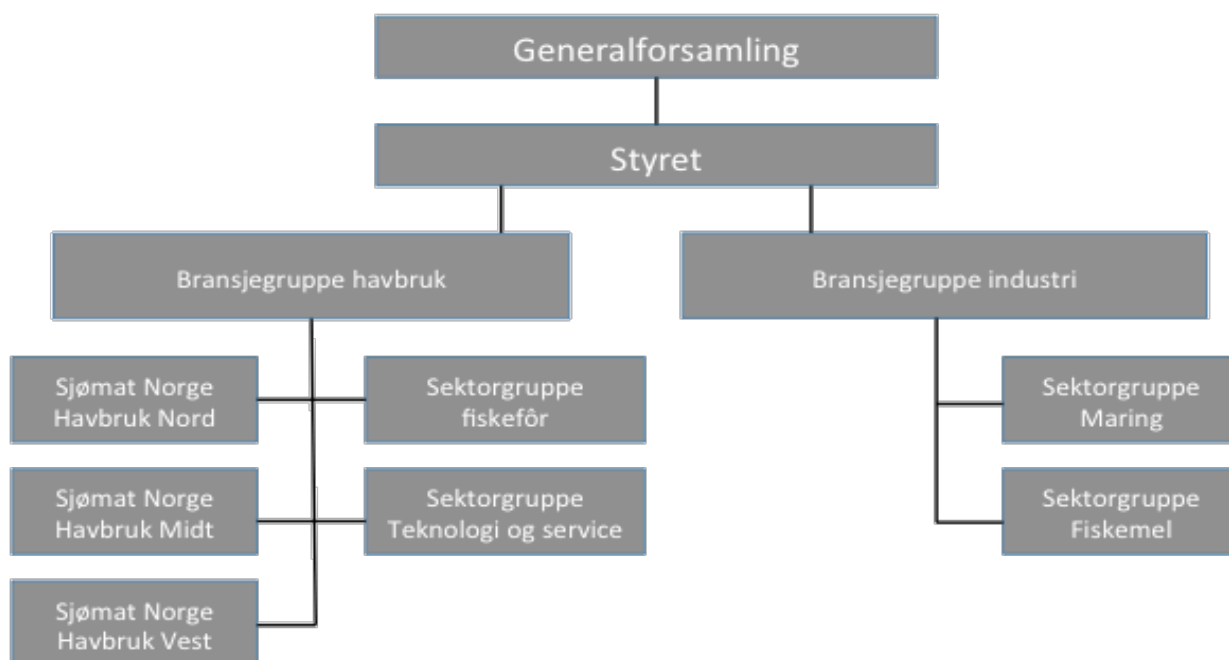 Generalforsamling
Styret
Bransjegruppe havbruk
Bransjegruppe industri
Sjømat Norge
Havbruk Nord
Sektorgruppe
fiskefôr
Sektorgruppe
Maring
Sjømat Norge
Havbruk Midt
Sektorgruppe
Teknologi og service
Sektorgruppe
Fiskemel
Sjømat Norge
Havbruk Vest